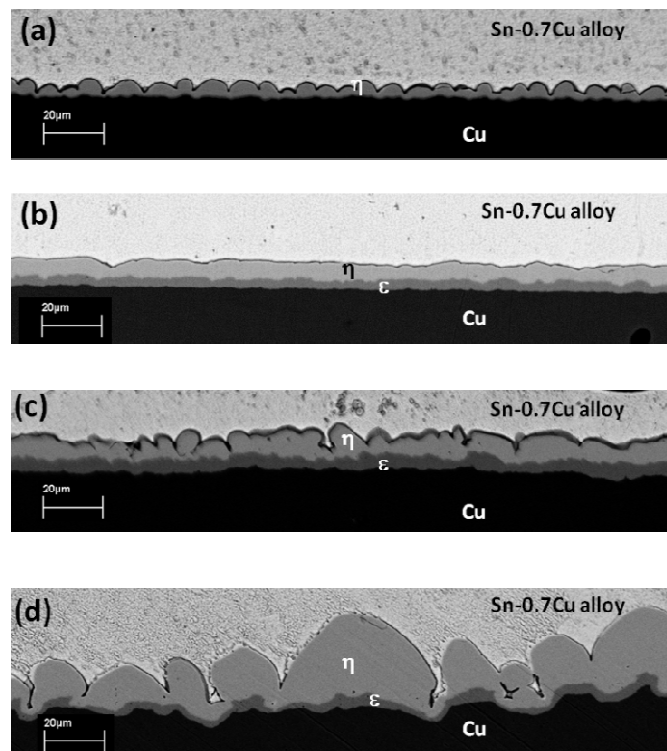 (a)
Sn-0.7Cu alloy
η
20µm
Cu
(b)
Sn-0.7Cu alloy
η
ε
20µm
Cu
(c)
Sn-0.7Cu alloy
η
ε
20µm
Cu
(d)
Sn-0.7Cu alloy
η
ε
20µm
Cu